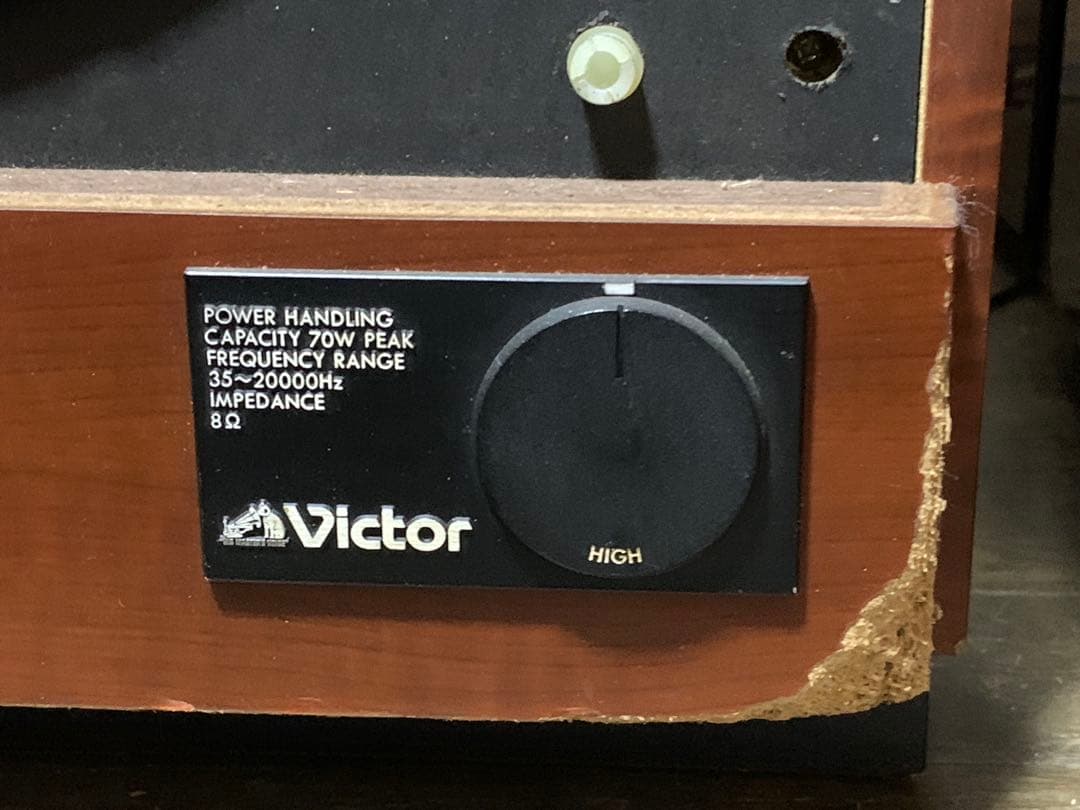 POWER HANDLING
CAPACITY 70W PEAK
FREQUENCY RANGE
35~20000Hz
IMPEDANCE
8Ω
Victor
HIGH